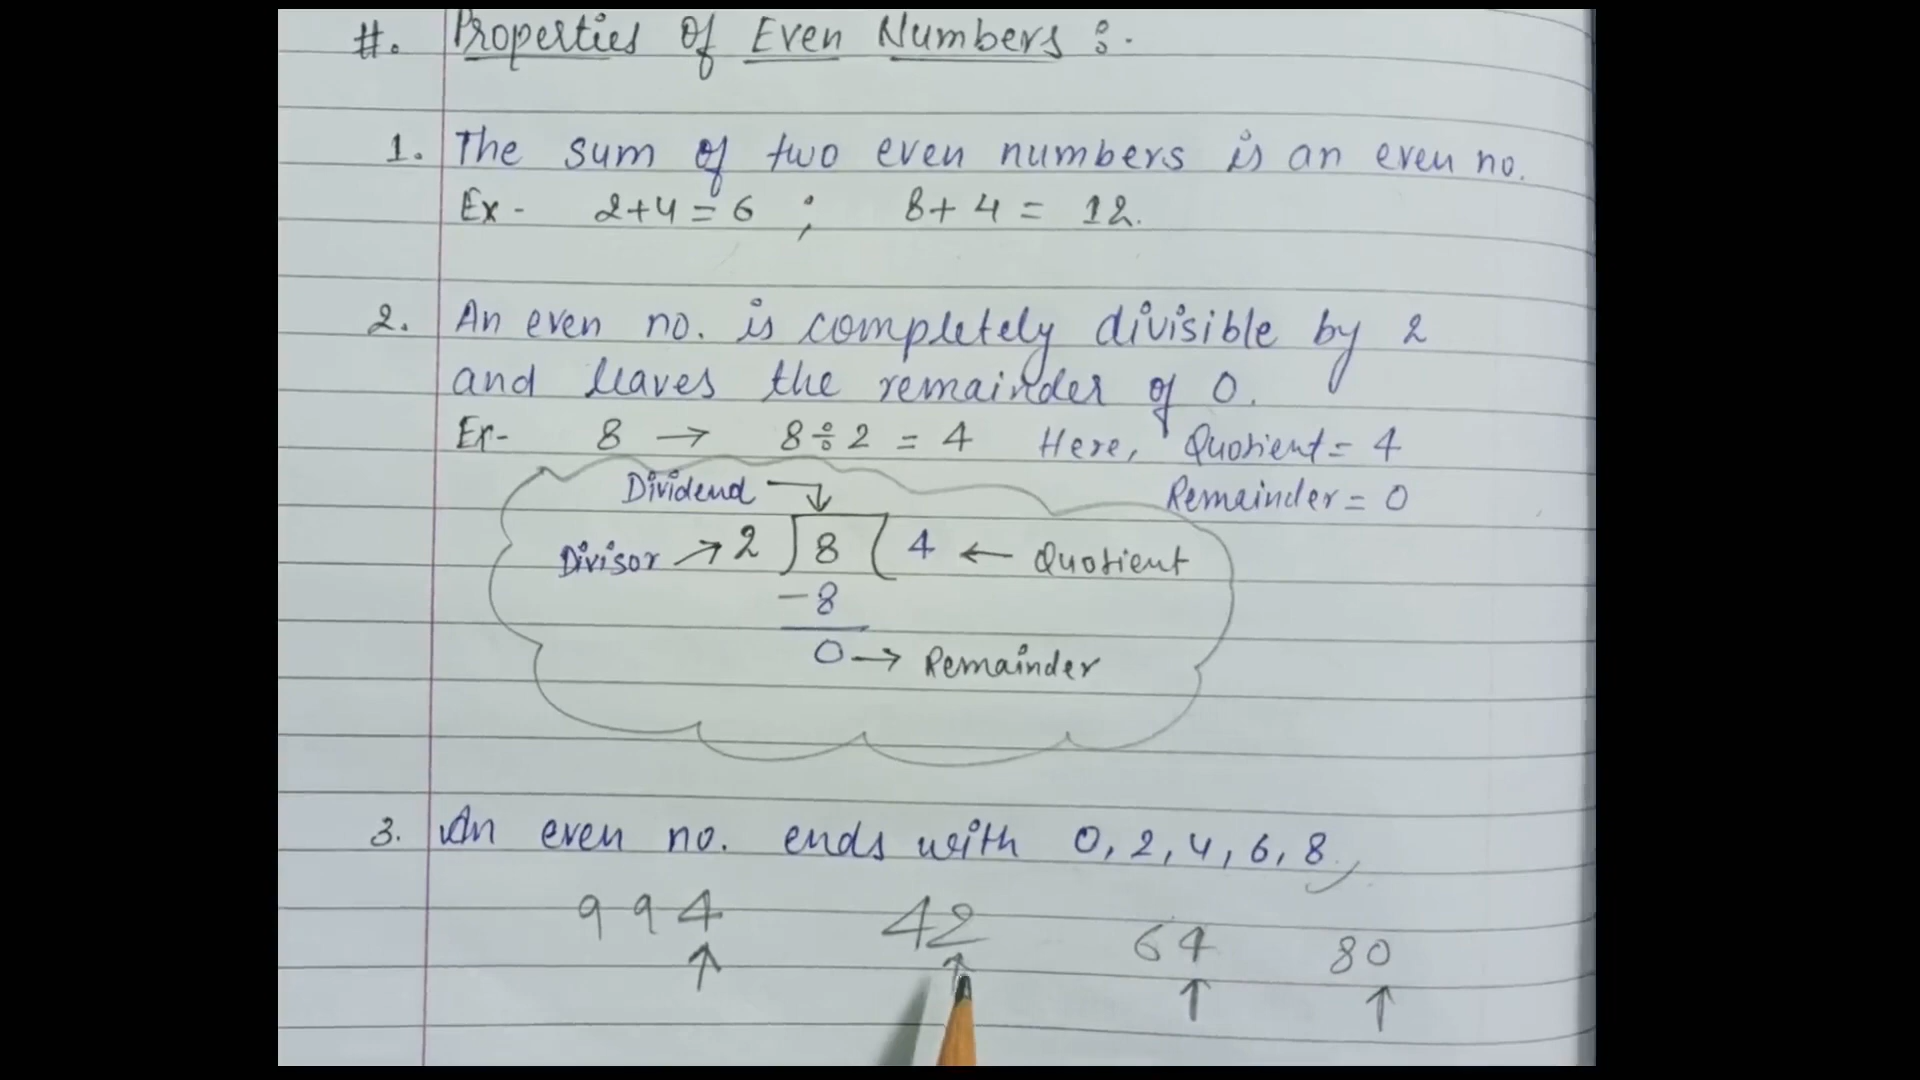 #. Properties of Even Numbers :-
1. The sum of two even numbers is an even no.
Ex - 2+4=6 ; 8+4 = 12.
2. An even no. is completely divisible by 2
and leaves the remainder of 0.
Ex- 8 → 8÷2 = 4 Here, Quotient = 4
Remainder = 0
Dividend
Divisor → 2 ) 8 ( 4 ← Quotient
-8
0 → Remainder
3. An even no. ends with 0, 2, 4, 6, 8
994 42 64 80
↑ ↑ ↑ ↑